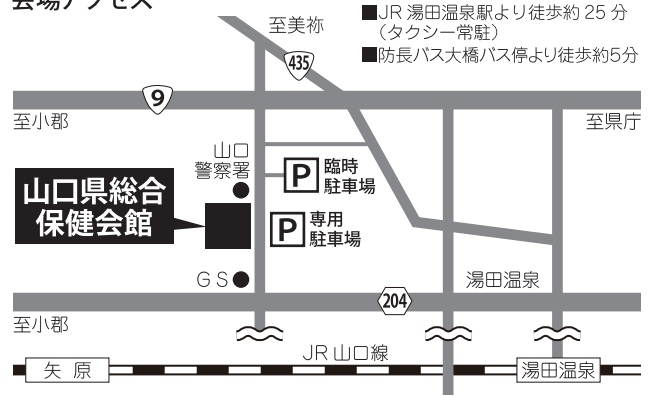 会場アクセス
■JR 湯田温泉駅より徒歩約 25 分
（タクシー常駐）
■防長バス大橋バス停より徒歩約5分
至美祢
435
9
至小郡
至県庁
山口
警察署
P
臨時
駐車場
山口県総合
保健会館
P
専用
駐車場
GS
湯田温泉
204
至小郡
JR 山口線
矢原
湯田温泉